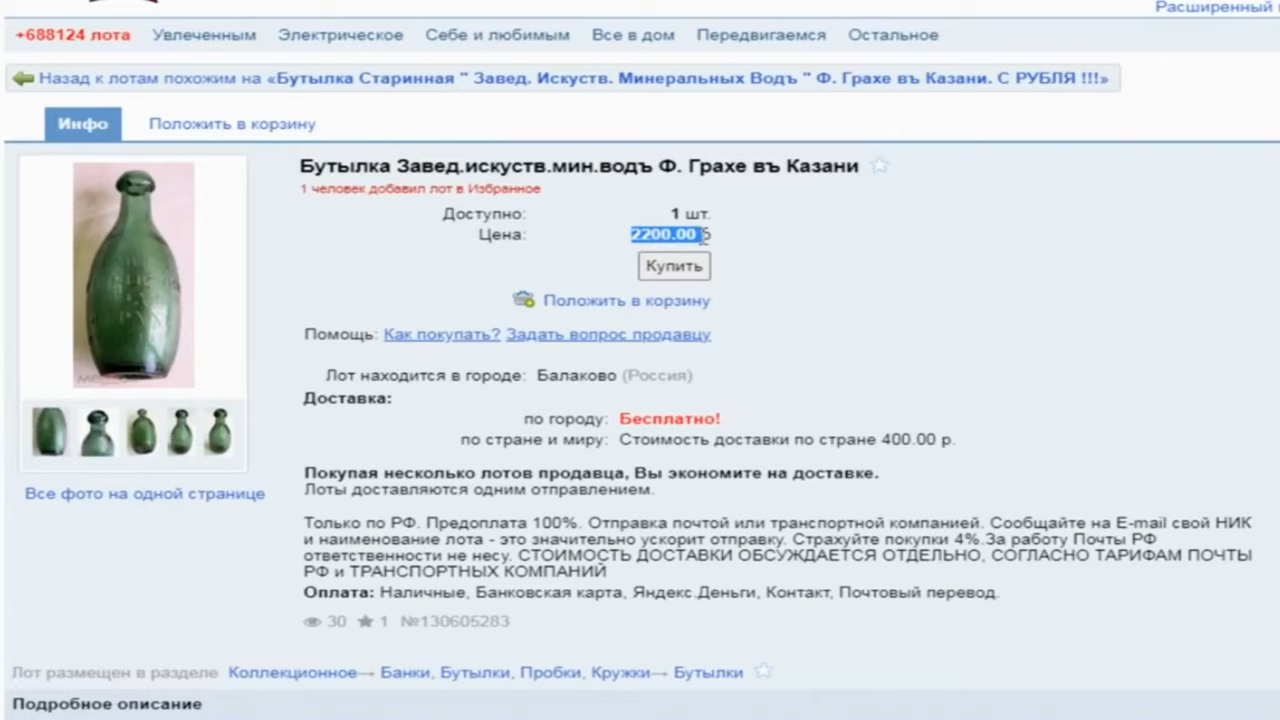 Расширенный
+688124 лота Увлеченным Электрическое Себе и любимым Все в дом Передвигаемся Остальное
Назад к лотам похожим на «Бутылка Старинная " Завед. Искуств. Минеральных Водъ " Ф. Грахе въ Казани. С РУБЛЯ !!!»
Инфо Положить в корзину
Бутылка Завед.искуств.мин.водъ Ф. Грахе въ Казани
1 человек добавил лот в Избранное
Доступно: 1 шт.
Цена: 2200.00
Купить
Положить в корзину
Помощь: Как покупать? Задать вопрос продавцу
Лот находится в городе: Балаково (Россия)
Доставка:
по городу: Бесплатно!
по стране и миру: Стоимость доставки по стране 400.00 р.
Все фото на одной странице
Покупая несколько лотов продавца, Вы экономите на доставке.
Лоты доставляются одним отправлением.
Только по РФ. Предоплата 100%. Отправка почтой или транспортной компанией. Сообщайте на E-mail свой НИК
и наименование лота - это значительно ускорит отправку. Страхуйте покупки 4%.За работу Почты РФ
ответственности не несу. СТОИМОСТЬ ДОСТАВКИ ОБСУЖДАЕТСЯ ОТДЕЛЬНО, СОГЛАСНО ТАРИФАМ ПОЧТЫ
РФ и ТРАНСПОРТНЫХ КОМПАНИЙ
Оплата: Наличные, Банковская карта, Яндекс.Деньги, Контакт, Почтовый перевод.
30 1 №130605283
Лот размещен в разделе Коллекционное→ Банки, Бутылки, Пробки, Кружки→ Бутылки
Подробное описание